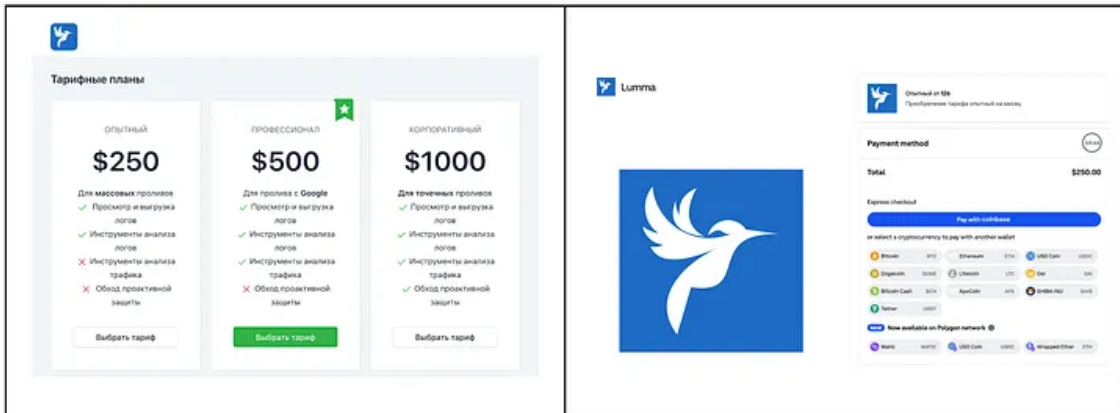 Тарифные планы
ОПЫТНЫЙ
$250
Для массовых проливов
Просмотр и выгрузка
логов
Инструменты анализа
логов
Инструменты анализа
трафика
Обход проактивной
защиты
Выбрать тариф
ПРОФЕССИОНАЛ
$500
Для пролива с Google
Просмотр и выгрузка
логов
Инструменты анализа
логов
Инструменты анализа
трафика
Обход проактивной
защиты
Выбрать тариф
КОРПОРАТИВНЫЙ
$1000
Для точечных проливов
Просмотр и выгрузка
логов
Инструменты анализа
логов
Инструменты анализа
трафика
Обход проактивной
защиты
Выбрать тариф
Lumma
Опытный от
Приобретение тарифа опытный на месяц
Payment method
Total $250.00
Express checkout
Pay with coinbase
or select a cryptocurrency to pay with another wallet
Bitcoin BTC Ethereum ETH USD Coin USDC
Dogecoin DOGE Litecoin LTC Dai DAI
Bitcoin Cash BCH ApeCoin APE SHIBA INU SHIB
Tether USDT
NEW Now available on Polygon network
Matic MATIC USD Coin USDC Wrapped Ether ETH